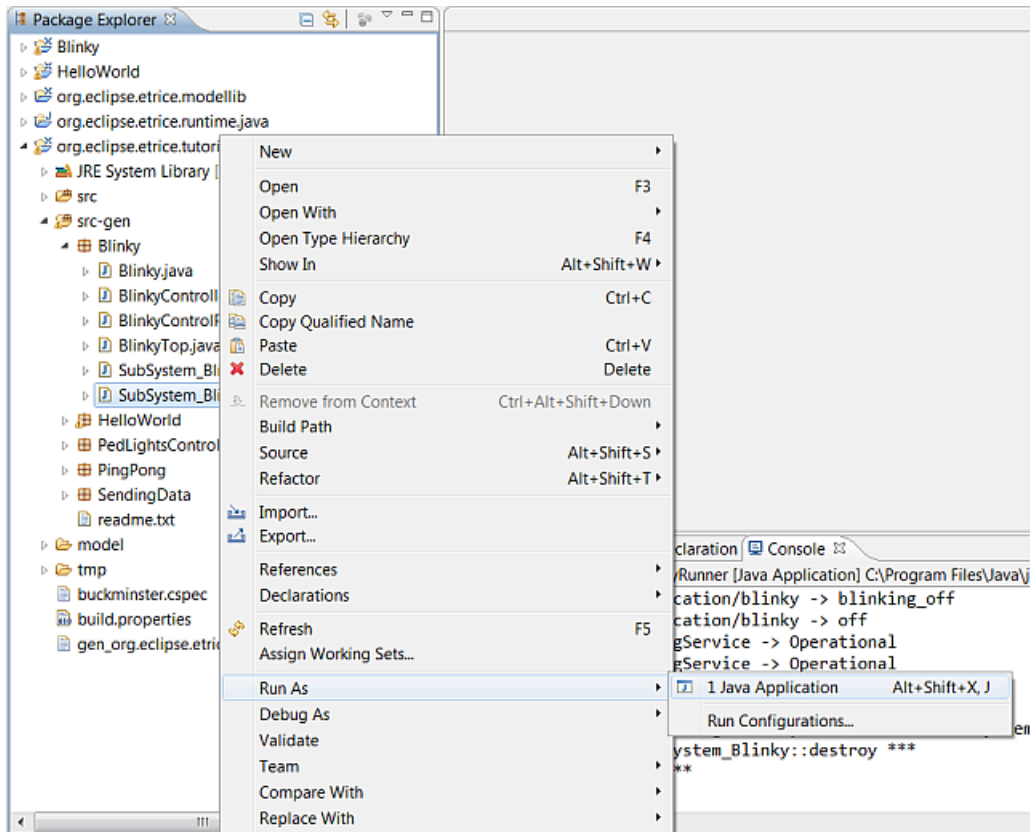 Package Explorer
Blinky
HelloWorld
org.eclipse.etrice.modellib
org.eclipse.etrice.runtime.java
org.eclipse.etrice.tutori
JRE System Library [
src
src-gen
Blinky
Blinky.java
BlinkyControll
BlinkyControlP
BlinkyTop.java
SubSystem_Bli
SubSystem_Bli
HelloWorld
PedLightsControl
PingPong
SendingData
readme.txt
model
tmp
buckminster.cspec
build.properties
gen_org.eclipse.etric
New
Open F3
Open With
Open Type Hierarchy F4
Show In Alt+Shift+W
Copy Ctrl+C
Copy Qualified Name
Paste Ctrl+V
Delete Delete
Remove from Context Ctrl+Alt+Shift+Down
Build Path
Source Alt+Shift+S
Refactor Alt+Shift+T
Import...
Export...
References
Declarations
Refresh F5
Assign Working Sets...
Run As
Debug As
Validate
Team
Compare With
Replace With
1 Java Application Alt+Shift+X, J
Run Configurations...
claration Console
yRunner [Java Application] C:\Program Files\Java\j
cation/blinky -> blinking_off
cation/blinky -> off
gService -> Operational
gService -> Operational
em
ystem_Blinky::destroy ***
**